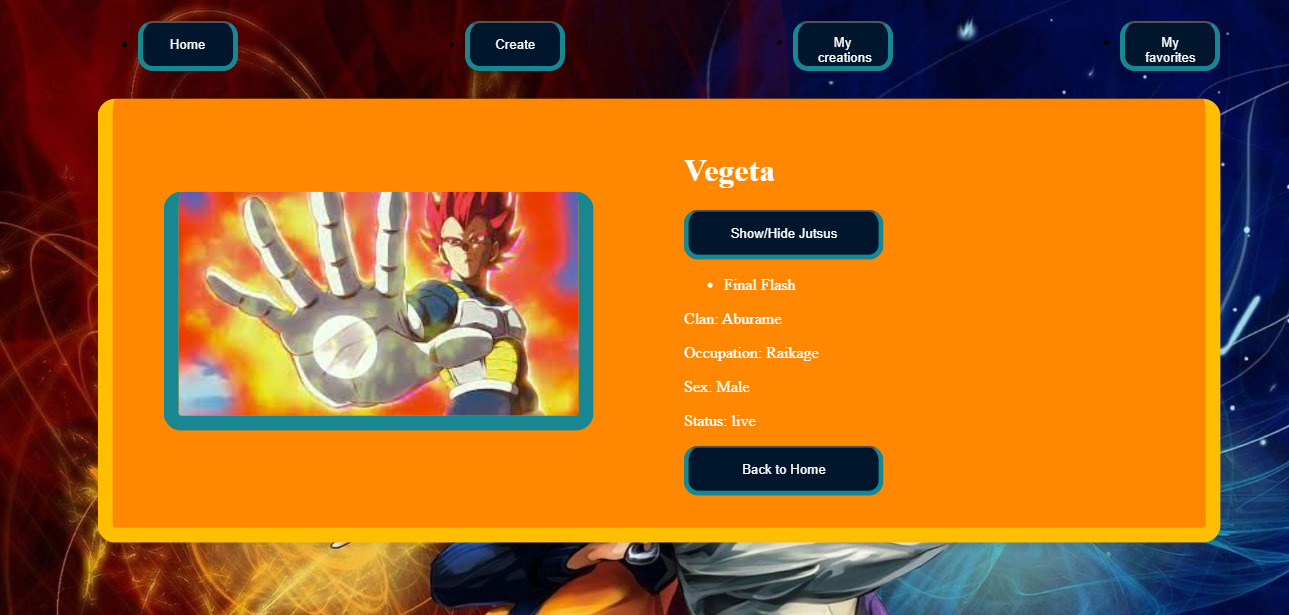 Home
Create
My
creations
My
favorites
Vegeta
Show/Hide Jutsus
Final Flash
Clan: Aburame
Occupation: Raikage
Sex: Male
Status: live
Back to Home